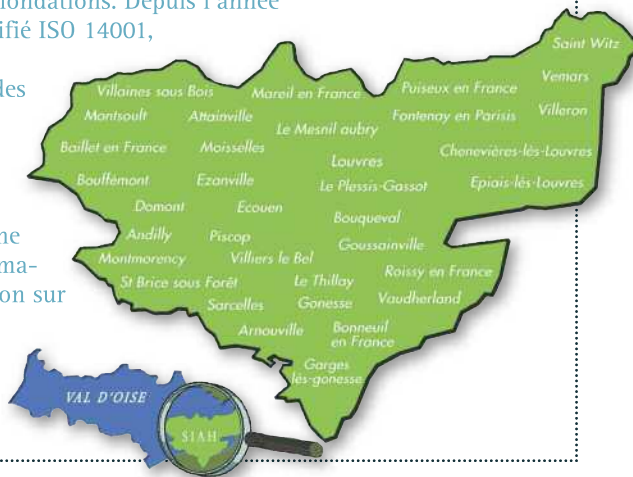 ondations. Depuis l'année
ifié ISO 14001,
des
ne
ma-
on sur
Saint Witz
Villaines sous Bois
Mareil en France
Puiseux en France
Vemars
Montsoult
Attainville
Fontenay en Parisis
Villeron
Le Mesnil aubry
Baillet en France
Moisselles
Louvres
Chenevières-lès-Louvres
Bouffémont
Ezanville
Le Plessis-Gassot
Epiais-lès-Louvres
Domont
Ecouen
Bouqueval
Andilly
Piscop
Goussainville
Montmorency
Villiers le Bel
Roissy en France
St Brice sous Forêt
Le Thillay
Sarcelles
Gonesse
Vaudherland
Arnouville
Bonneuil
en France
Garges
lès-gonesse
VAL D'OISE
SIAH